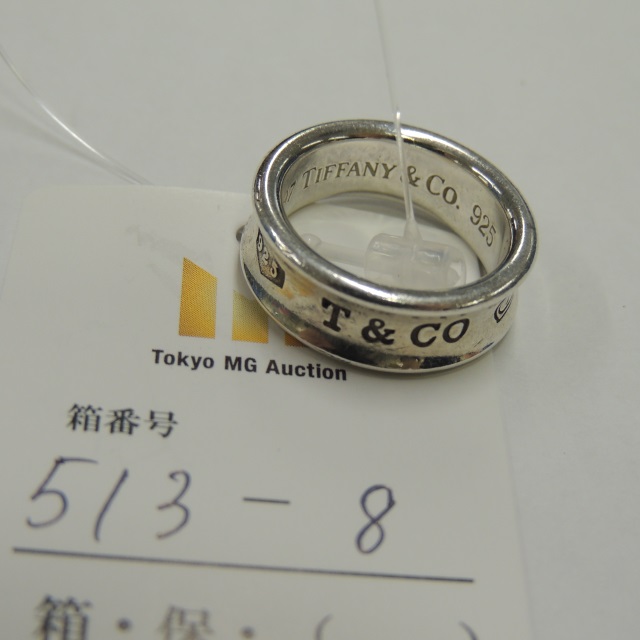 TIFFANY & Co. 925
925
T & CO
Tokyo MG Auction
箱番号
513-8
箱・保・(